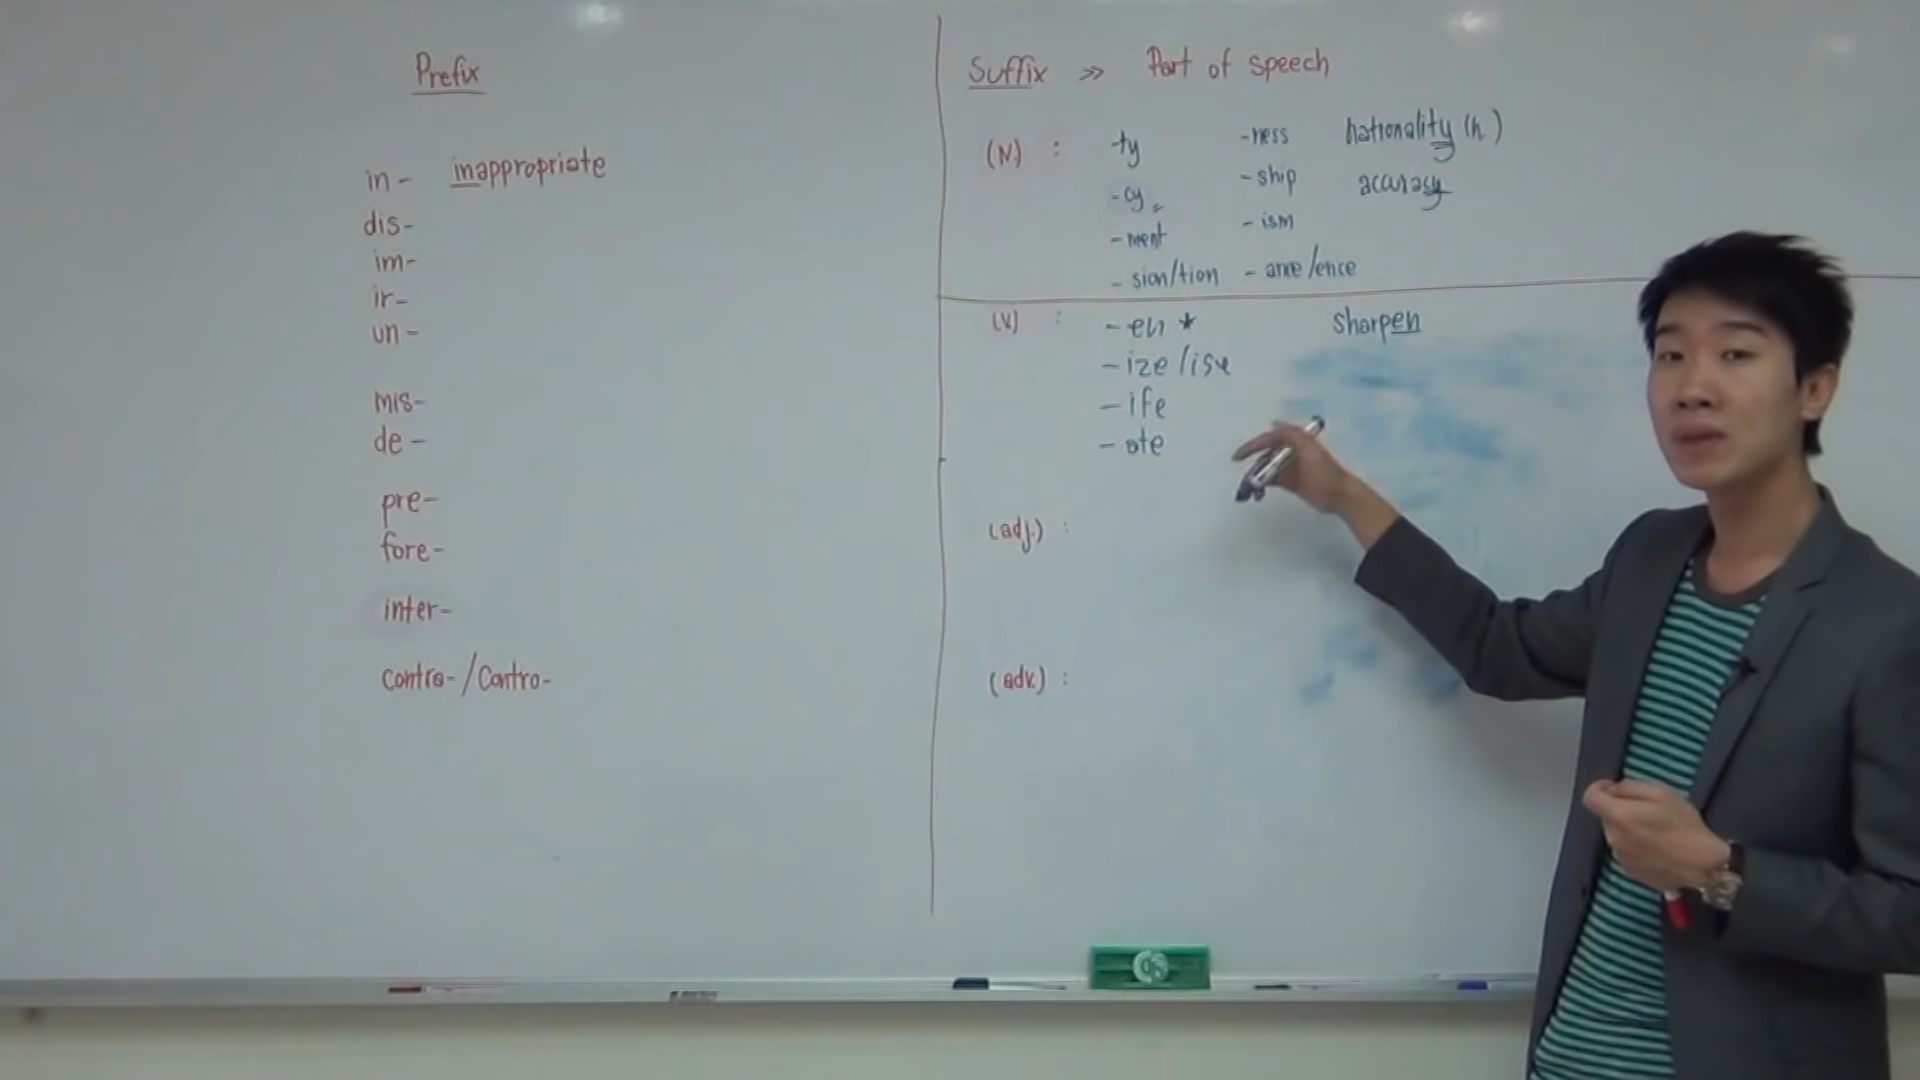 Prefix
in- inappropriate
dis-
im-
ir-
un-
mis-
de-
pre-
fore-
inter-
contra-/Contro-
Suffix >> Part of speech
(N.) : -ty -ness nationality (n)
-cy -ship accuracy
-ment -ism
- sion/tion - ance/ence
(V) : -en * sharpen
-ize/ise
-ife
-ate
(adj.) :
(adv.) :